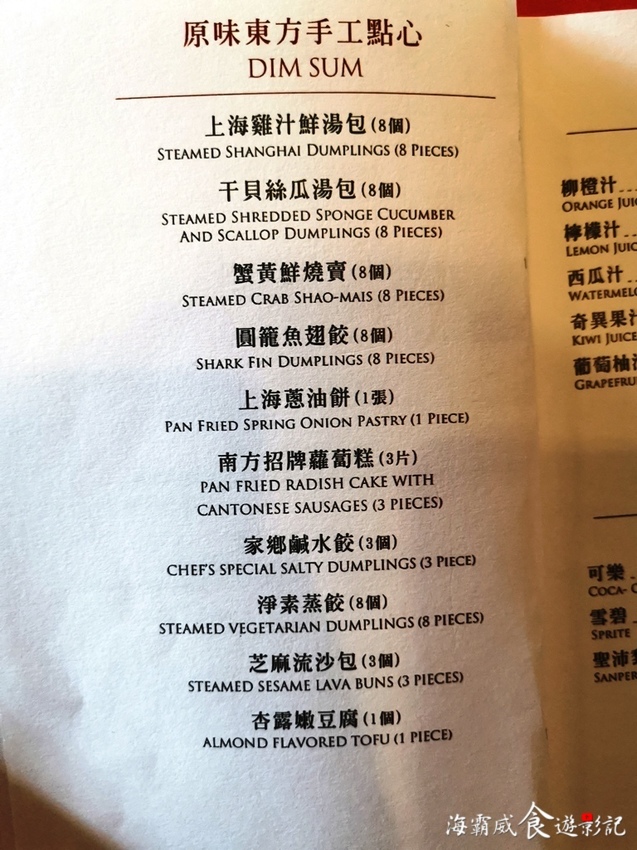 原味東方手工點心
DIM SUM
上海雞汁鮮湯包(8個)
STEAMED SHANGHAI DUMPLINGS (8 PIECES)
干貝絲瓜湯包(8個)
STEAMED SHREDDED SPONGE CUCUMBER
AND SCALLOP DUMPLINGS (8 PIECES)
蟹黃鮮燒賣(8個)
STEAMED CRAB SHAO-MAIS (8 PIECES)
圓籠魚翅餃(8個)
SHARK FIN DUMPLINGS (8 PIECES)
上海蔥油餅(1張)
PAN FRIED SPRING ONION PASTRY (1 PIECE)
南方招牌蘿蔔糕(3片)
PAN FRIED RADISH CAKE WITH
CANTONESE SAUSAGES (3 PIECES)
家鄉鹹水餃(3個)
CHEF'S SPECIAL SALTY DUMPLINGS (3 PIECE)
淨素蒸餃(8個)
STEAMED VEGETARIAN DUMPLINGS (8 PIECES)
芝麻流沙包(3個)
STEAMED SESAME LAVA BUNS (3 PIECES)
杏露嫩豆腐(1個)
ALMOND FLAVORED TOFU (1 PIECE)
柳橙汁
ORANGE JUIC
檸檬汁
LEMON JUIC
西瓜汁
WATERMELO
奇異果汁
KIWI JUICE
葡萄柚汁
GRAPEFRU
可樂
COCA- C
雪碧
SPRITE
聖沛
SANPER
海霸威食遊影記